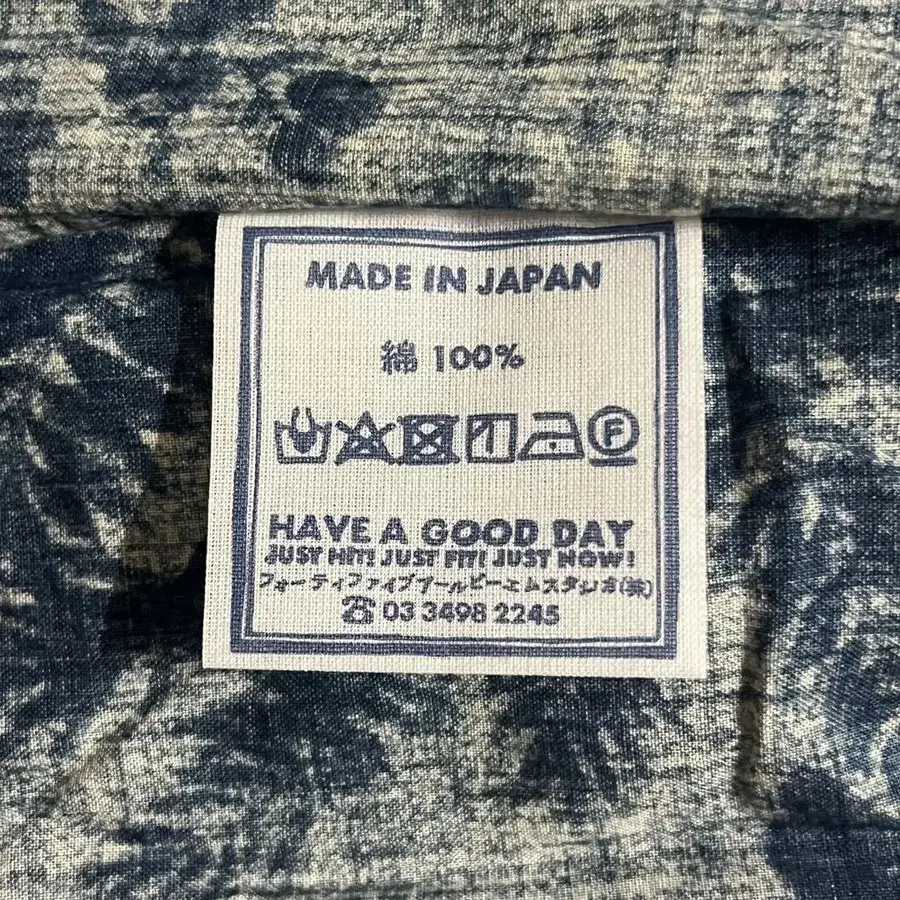 MADE IN JAPAN
綿 100%
F
HAVE A GOOD DAY
JUST HIT! JUST FIT! JUST NOW!
フォーティファイブアールピーエムスタジオ(株)
☎ 03 3498 2245